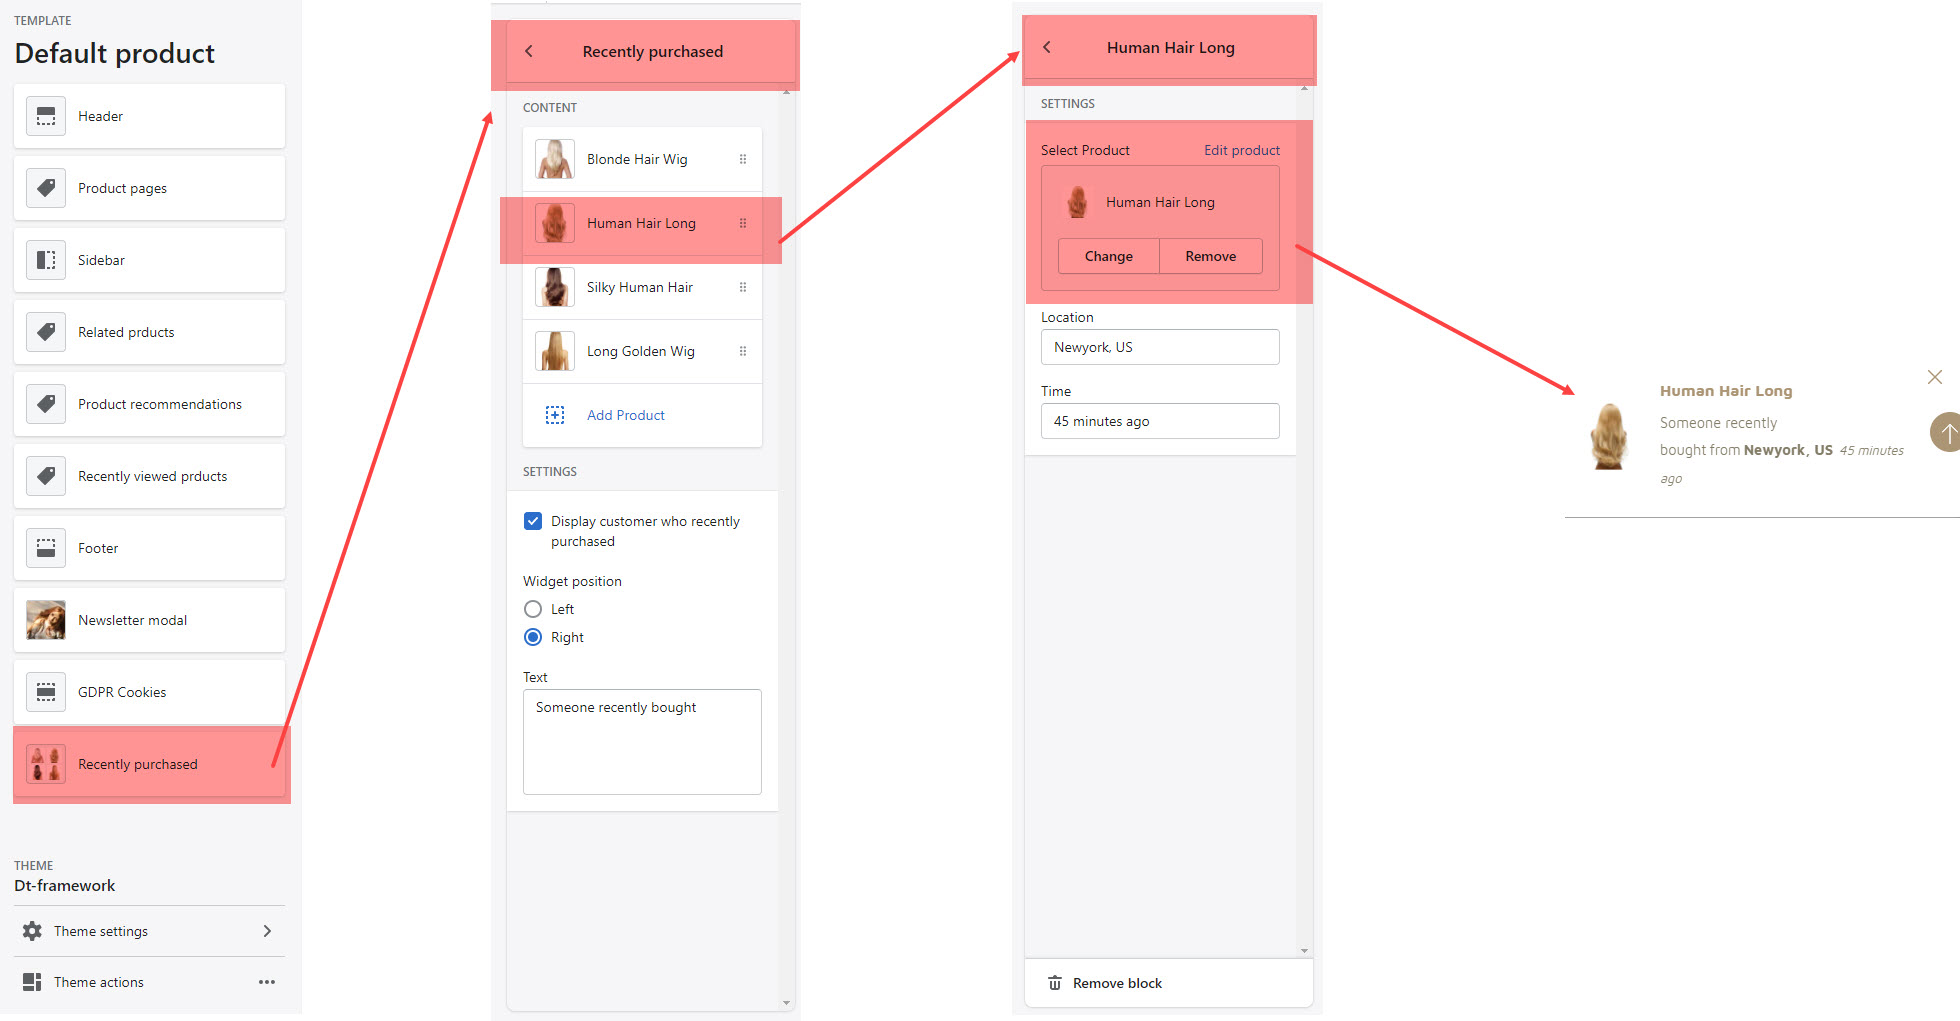 TEMPLATE
Default product
Header
Product pages
Sidebar
Related prducts
Product recommendations
Recently viewed prducts
Footer
Newsletter modal
GDPR Cookies
Recently purchased
THEME
Dt-framework
Theme settings
Theme actions
Recently purchased
CONTENT
Blonde Hair Wig
Human Hair Long
Silky Human Hair
Long Golden Wig
Add Product
SETTINGS
Display customer who recently
purchased
Widget position
Left
Right
Text
Someone recently bought
Human Hair Long
SETTINGS
Select Product Edit product
Human Hair Long
Change Remove
Location
Newyork, US
Time
45 minutes ago
Remove block
Human Hair Long
Someone recently
bought from Newyork, US 45 minutes
ago